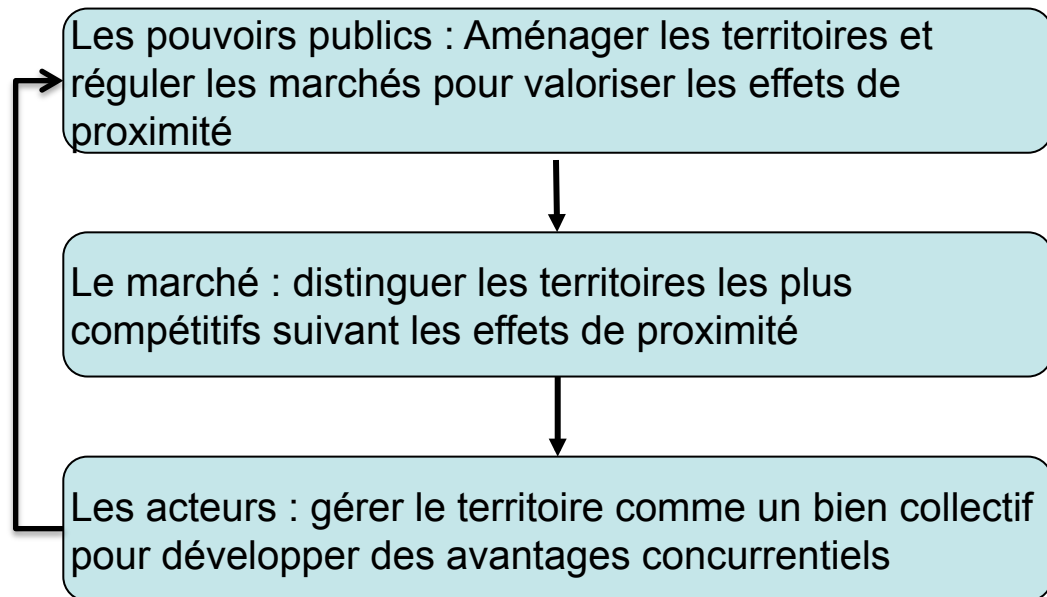 Les pouvoirs publics : Aménager les territoires et
réguler les marchés pour valoriser les effets de
proximité
Le marché : distinguer les territoires les plus
compétitifs suivant les effets de proximité
Les acteurs : gérer le territoire comme un bien collectif
pour développer des avantages concurrentiels